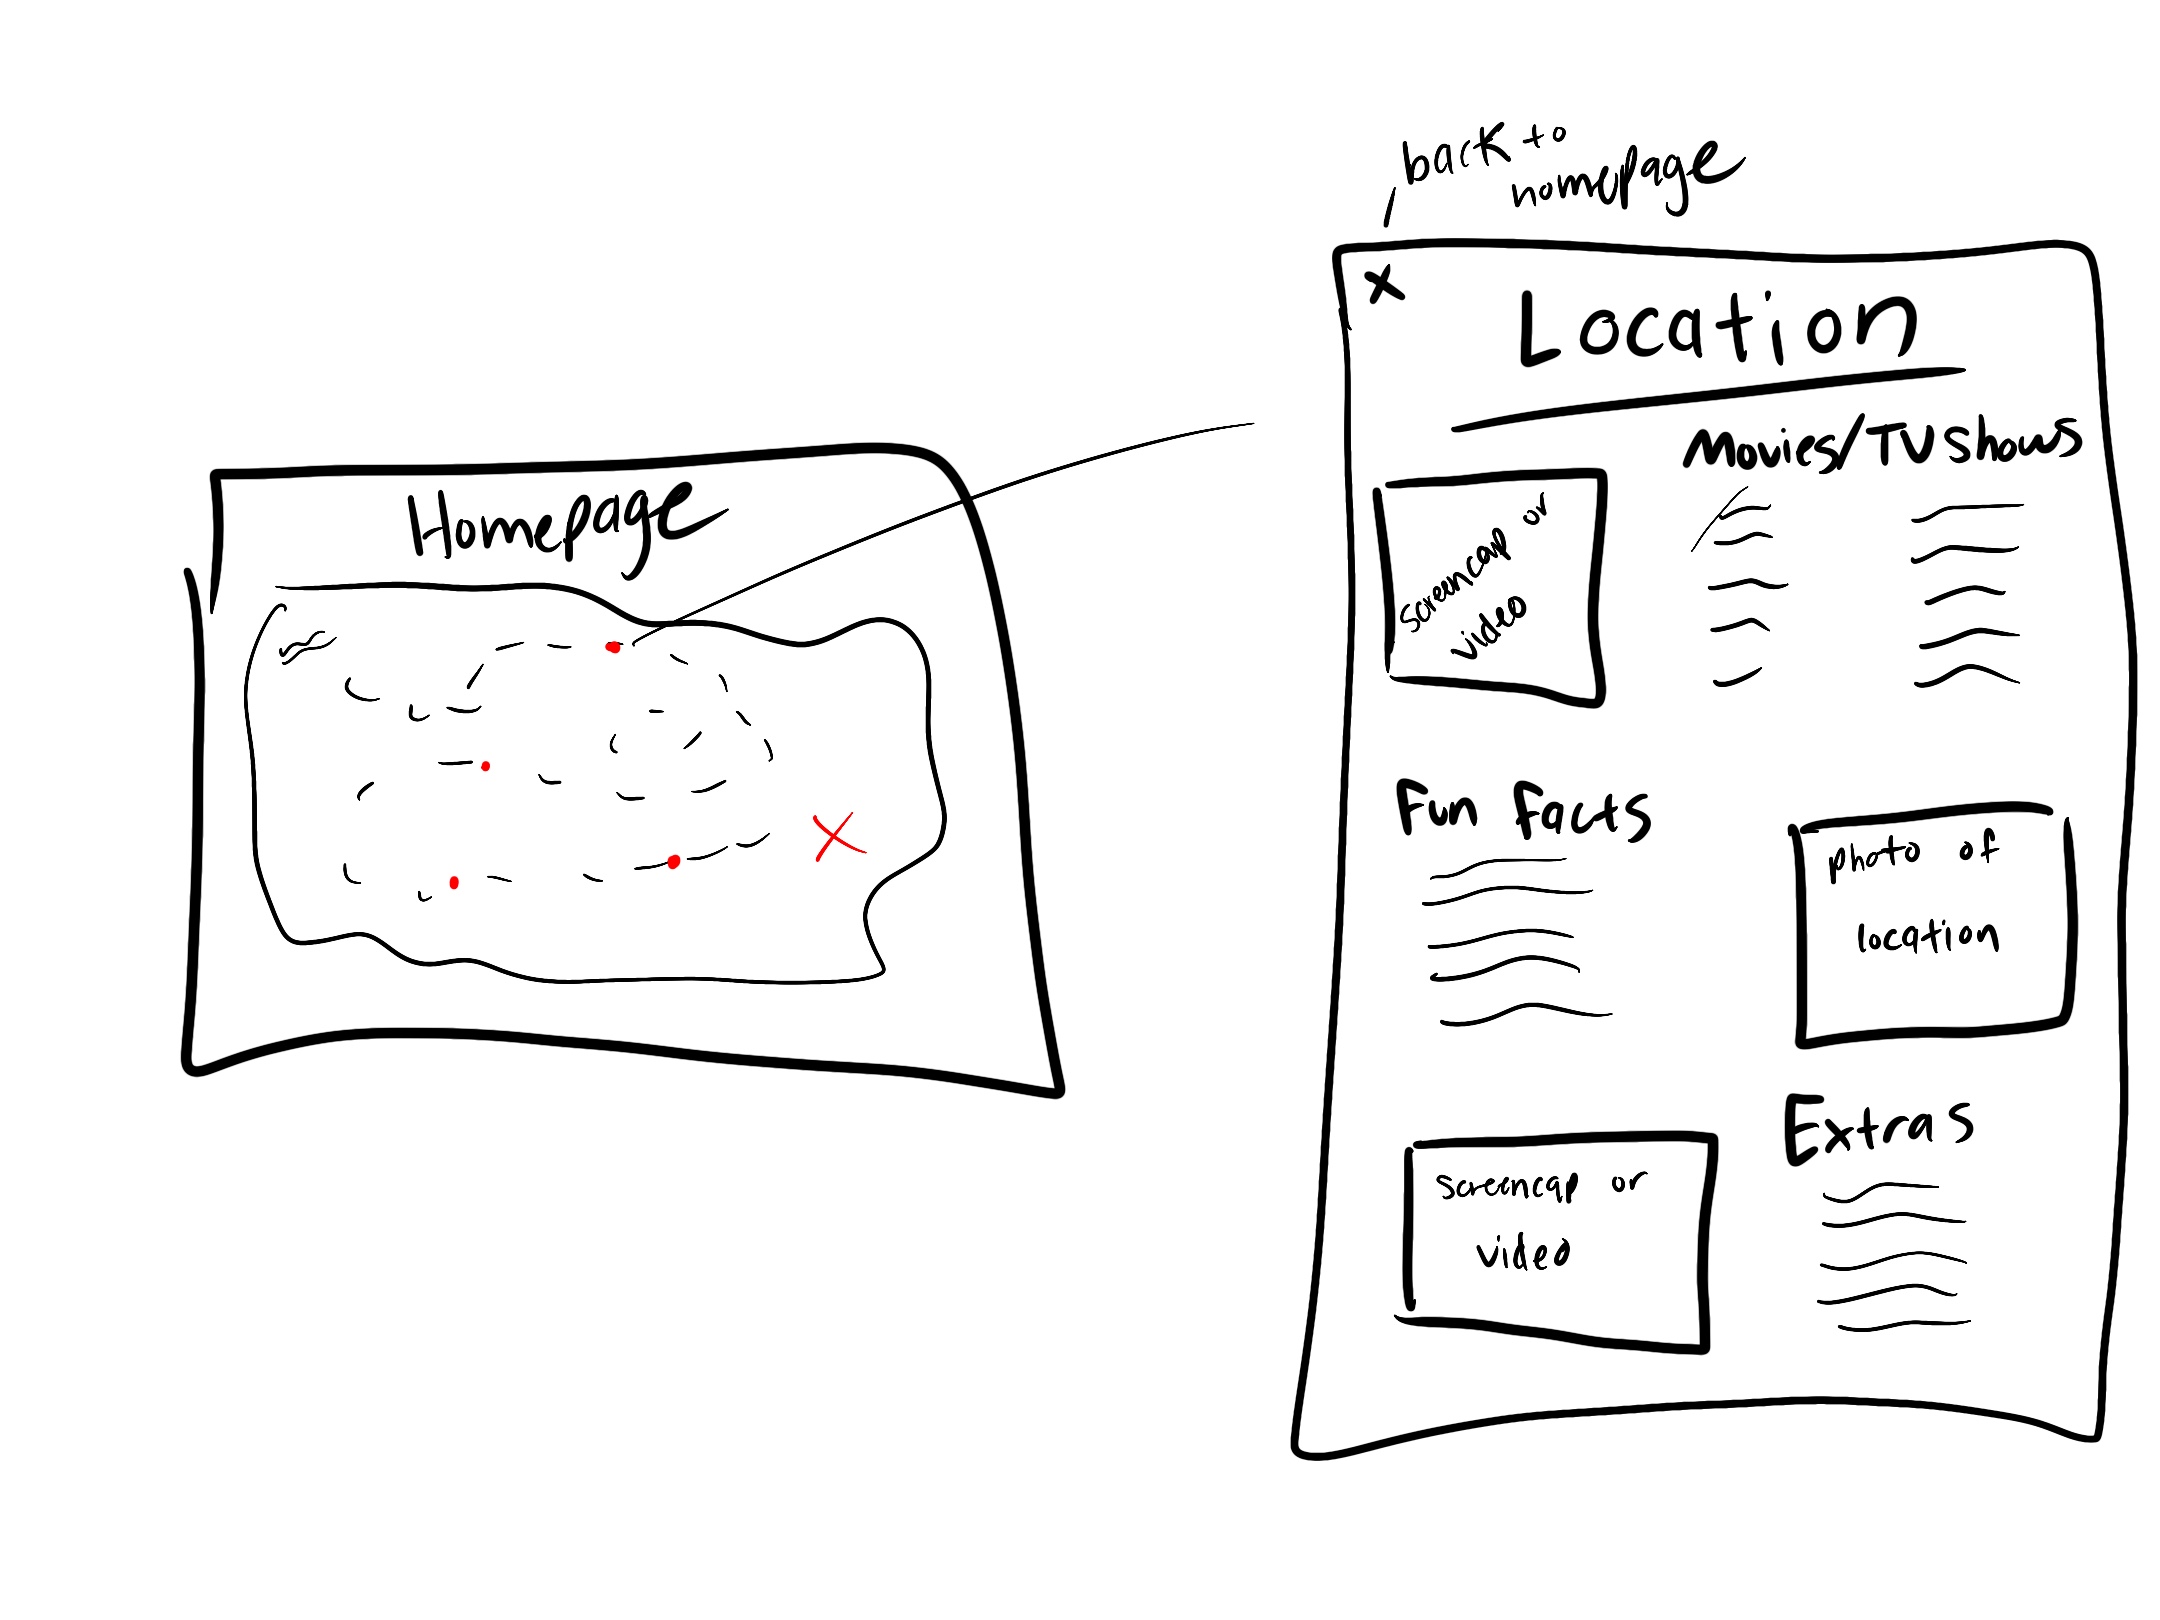 Homepage
back to
homepage
x
Location
Movies/TV Shows
Screencap or
video
Fun facts
photo of
location
Extras
screencap or
video